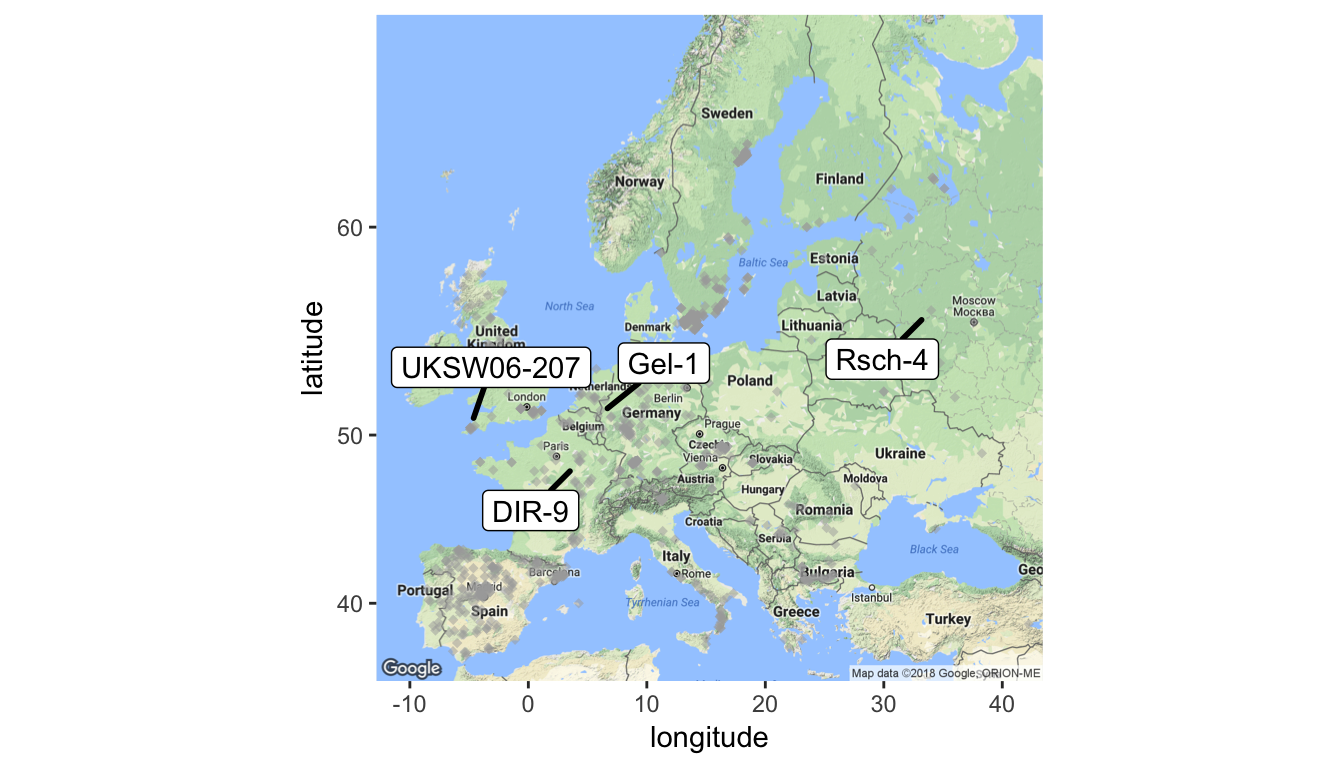 latitude
60
50
40
Sweden
Norway
Finland
Estonia
Baltic Sea
Latvia
Moscow
Москва
North Sea
Denmark
Lithuania
United
Kingdom
UKSW06-207
Gel-1
Rsch-4
Netherlands
Poland
London
Berlin
Germany
Belgium
Prague
Czechia
Paris
Vienna
Slovakia
Ukraine
Austria
Hungary
Moldova
DIR-9
Romania
Croatia
Serbia
Black Sea
Italy
Rome
Barcelona
Bulgaria
Geo
Portugal
Madrid
Spain
Tyrrhenian Sea
Istanbul
Greece
Turkey
Google
Map data ©2018 Google, ORION-ME
-10 0 10 20 30 40
longitude